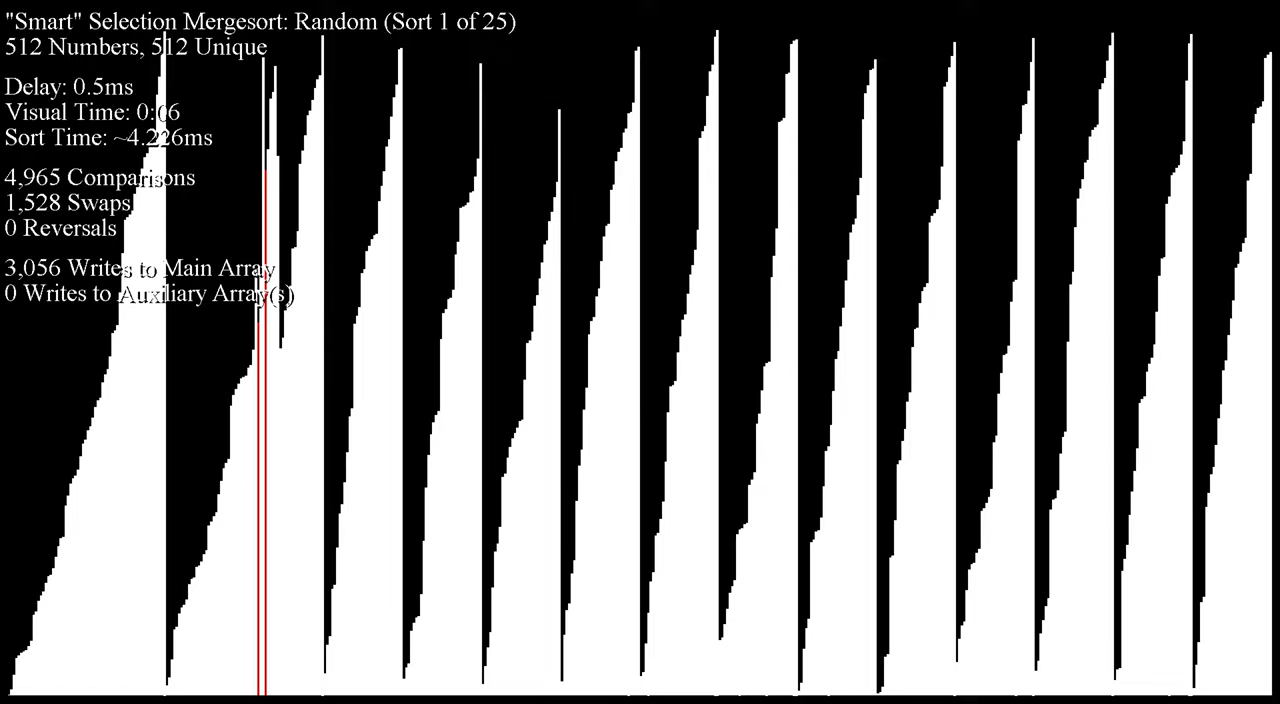 "Smart" Selection Mergesort: Random (Sort 1 of 25)
512 Numbers, 512 Unique
Delay: 0.5ms
Visual Time: 0:06
Sort Time: ~4.226ms
4,965 Comparisons
1,528 Swaps
0 Reversals
3,056 Writes to Main Array
0 Writes to Auxiliary Array(s)